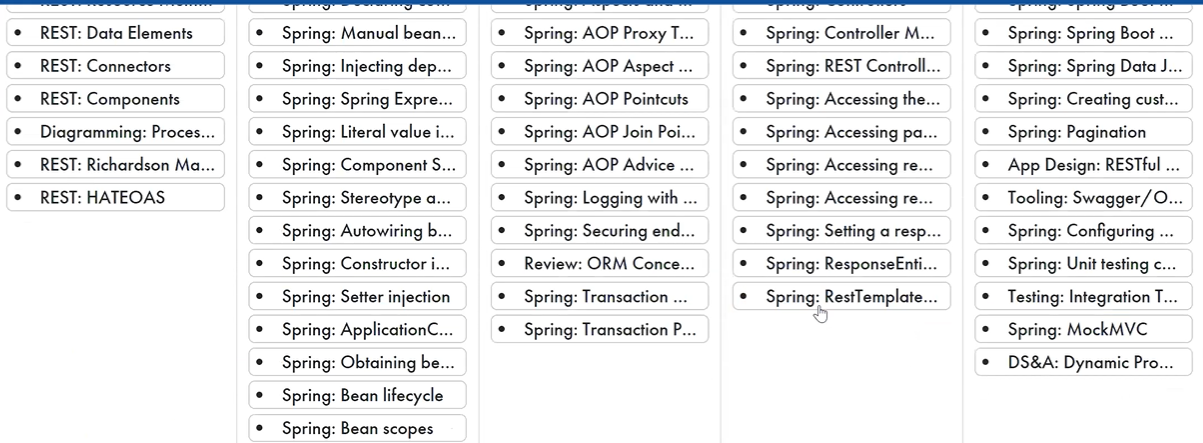 REST: Data Elements
REST: Connectors
REST: Components
Diagramming: Proces...
REST: Richardson Ma...
REST: HATEOAS
Spring: Manual bean...
Spring: Injecting dep...
Spring: Spring Expre...
Spring: Literal value i...
Spring: Component S...
Spring: Stereotype a...
Spring: Autowiring b...
Spring: Constructor i...
Spring: Setter injection
Spring: ApplicationC...
Spring: Obtaining be...
Spring: Bean lifecycle
Spring: Bean scopes
Spring: AOP Proxy T...
Spring: AOP Aspect ...
Spring: AOP Pointcuts
Spring: AOP Join Poi...
Spring: AOP Advice ...
Spring: Logging with ...
Spring: Securing end...
Review: ORM Conce...
Spring: Transaction ...
Spring: Transaction P...
Spring: Controller M...
Spring: REST Controll...
Spring: Accessing the...
Spring: Accessing pa...
Spring: Accessing re...
Spring: Accessing re...
Spring: Setting a resp...
Spring: ResponseEnti...
Spring: RestTemplate...
Spring: Spring Boot ...
Spring: Spring Data J...
Spring: Creating cust...
Spring: Pagination
App Design: RESTful ...
Tooling: Swagger/O...
Spring: Configuring ...
Spring: Unit testing c...
Testing: Integration T...
Spring: MockMVC
DS&A: Dynamic Pro...